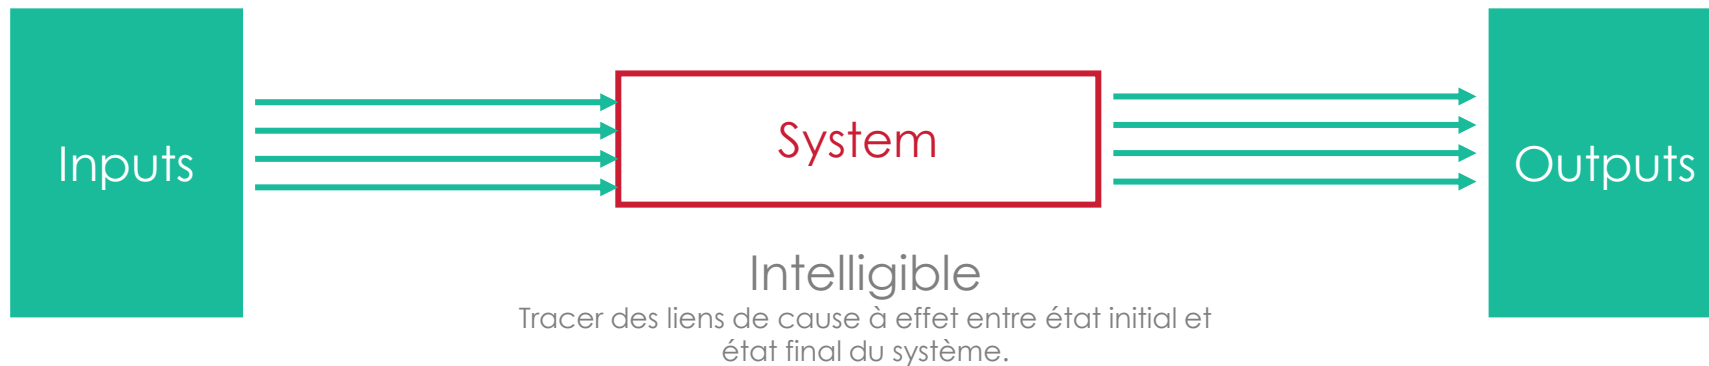 Inputs
System
Outputs
Intelligible
Tracer des liens de cause à effet entre état initial et
état final du système.